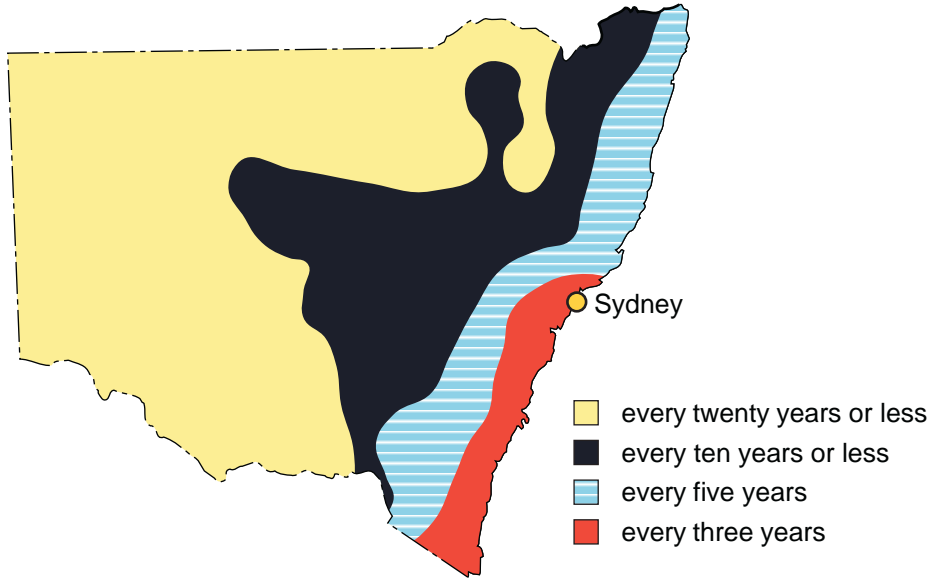 Sydney
every twenty years or less
every ten years or less
every five years
every three years